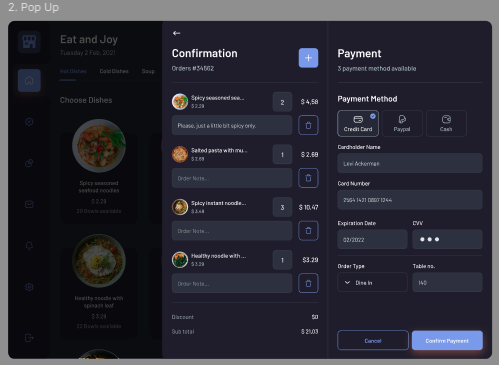 2. Pop Up
Eat and Joy
Tuesday 2 Feb, 2021
Hot Dishes Cold Dishes Soup
Choose Dishes
Spicy seasoned
seafood noodles
$ 2.29
20 Bowls available
Healthy noodle with
spinach leaf
$ 3.29
22 Bowls available
Confirmation
Orders #34562
Spicy seasoned sea...
$ 2.29
2
$ 4,58
Please, just a little bit spicy only.
Salted pasta with mu...
$ 2.69
1
$ 2.69
Order Note...
Spicy instant noodle...
$ 3.49
3
$ 10.47
Order Note...
Healthy noodle with ...
$ 3.29
1
$3.29
Order Note...
Discount $0
Sub total $ 21,03
Payment
3 payment method available
Payment Method
Credit Card Paypal Cash
Cardholder Name
Levi Ackerman
Card Number
2564 1421 0897 1244
Expiration Date CVV
02/2022
Order Type Table no.
Dine In 140
Cancel Confirm Payment